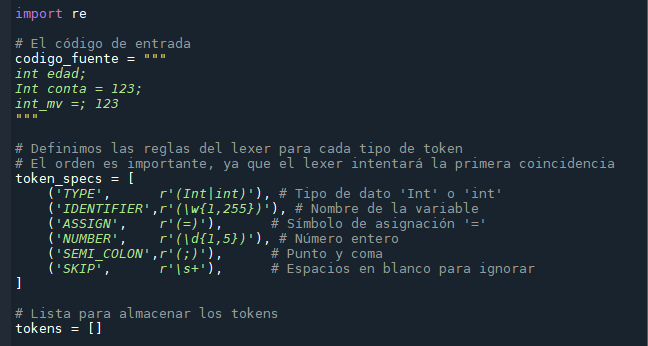 import re
# El código de entrada
codigo_fuente = """
int edad;
Int conta = 123;
int_mv =; 123
"""
# Definimos las reglas del lexer para cada tipo de token
# El orden es importante, ya que el lexer intentará la primera coincidencia
token_specs = [
    ('TYPE',      r'(Int|int)'), # Tipo de dato 'Int' o 'int'
    ('IDENTIFIER',r'(\w{1,255})'), # Nombre de la variable
    ('ASSIGN',    r'(=)'),      # Símbolo de asignación '='
    ('NUMBER',    r'(\d{1,5})'), # Número entero
    ('SEMI_COLON',r'(;)'),      # Punto y coma
    ('SKIP',      r'\s+'),      # Espacios en blanco para ignorar
]
# Lista para almacenar los tokens
tokens = []